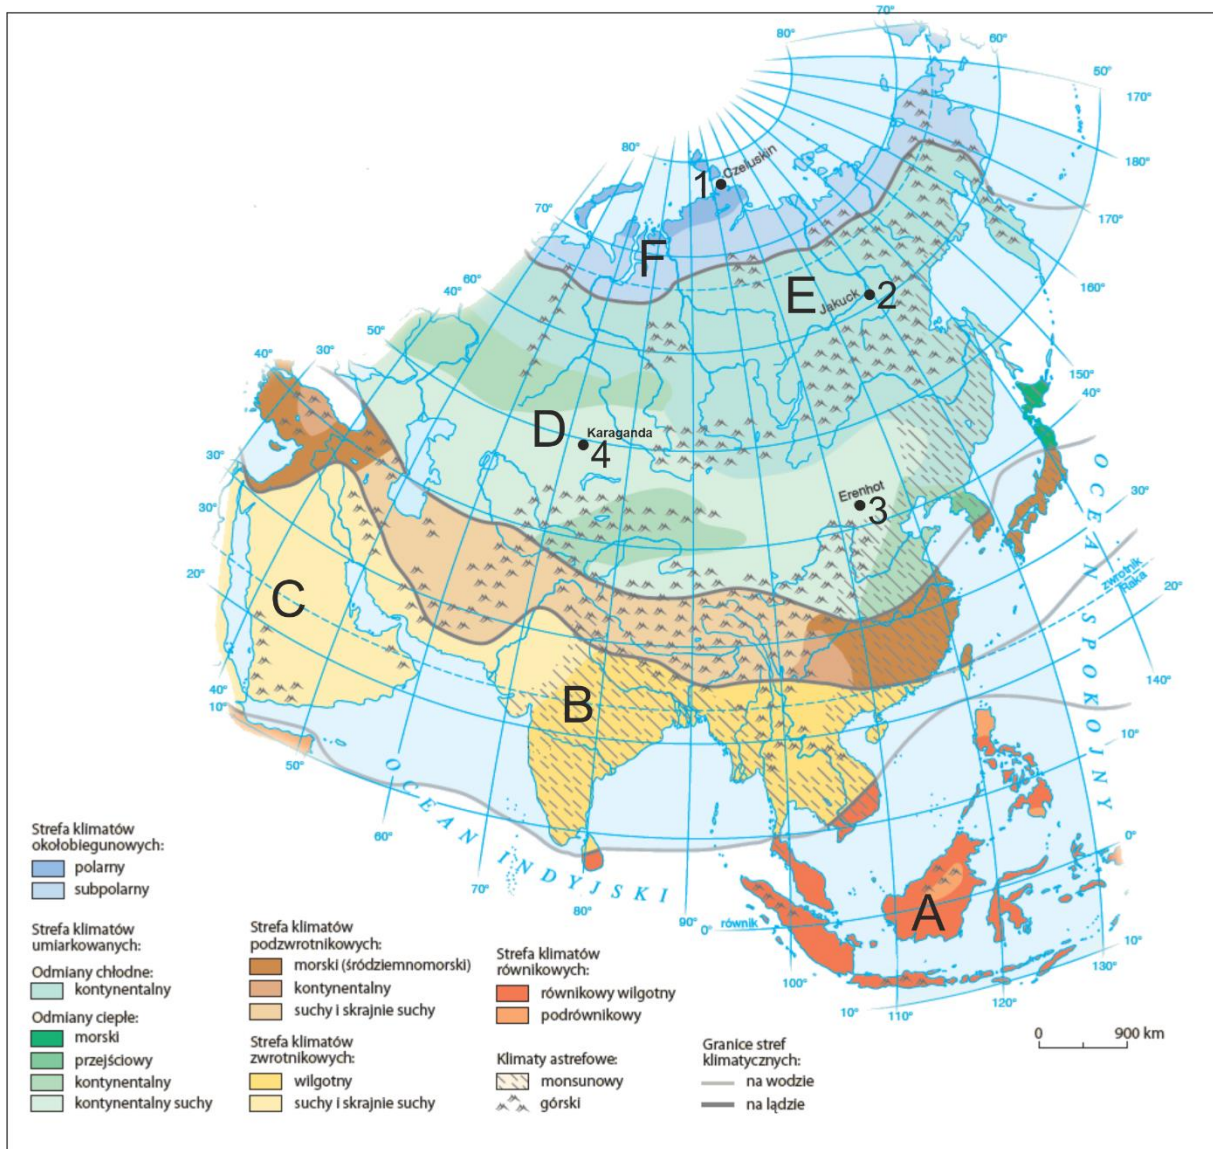 70°
80°
60°
50°
170°
180°
170°
160°
150°
40°
30°
20°
140°
10°
0°
10°
130°
120°
110°
10°
100°
0°
równik
90°
80°
70°
60°
50°
10°
40°
20°
30°
30°
40°
30°
50°
40°
60°
60°
70°
80°
1
Czeluskin
F
E
Jakuck
2
D
Karaganda
4
Erenhot
3
C
B
A
zwrotnik
Raka
OCEAN SPOKOJNY
OCEAN INDYJSKI
Strefa klimatów
okołobiegunowych:
polarny
subpolarny
Strefa klimatów
umiarkowanych:
Odmiany chłodne:
kontynentalny
Odmiany ciepłe:
morski
przejściowy
kontynentalny
kontynentalny suchy
Strefa klimatów
podzwrotnikowych:
morski (śródziemnomorski)
kontynentalny
suchy i skrajnie suchy
Strefa klimatów
zwrotnikowych:
wilgotny
suchy i skrajnie suchy
Strefa klimatów
równikowych:
równikowy wilgotny
podrównikowy
Klimaty astrefowe:
monsunowy
górski
Granice stref
klimatycznych:
na wodzie
na lądzie
0 900 km